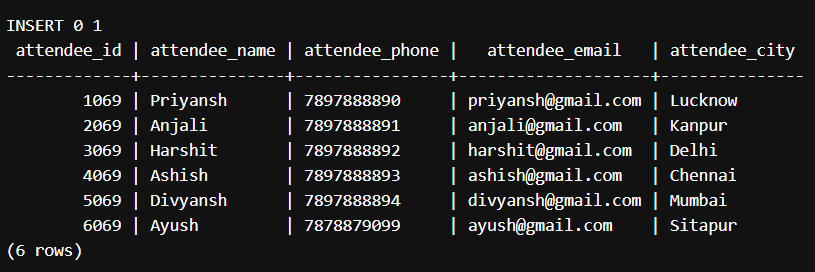 INSERT 0 1
 attendee_id | attendee_name | attendee_phone |   attendee_email   | attendee_city
-------------+---------------+----------------+--------------------+---------------
        1069 | Priyansh      | 7897888890     | priyansh@gmail.com | Lucknow
        2069 | Anjali        | 7897888891     | anjali@gmail.com   | Kanpur
        3069 | Harshit       | 7897888892     | harshit@gmail.com  | Delhi
        4069 | Ashish        | 7897888893     | ashish@gmail.com   | Chennai
        5069 | Divyansh      | 7897888894     | divyansh@gmail.com | Mumbai
        6069 | Ayush         | 7878879099     | ayush@gmail.com    | Sitapur
(6 rows)